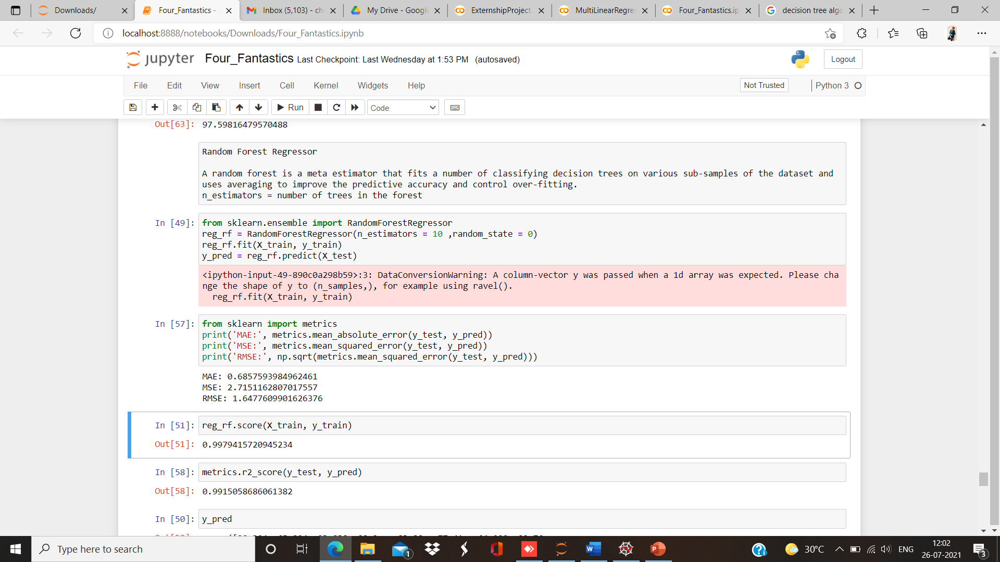 Downloads/
Four_Fantastics - J
Inbox (5,103) - ch
My Drive - Google
ExternshipProject
MultiLinearRegres
Four_Fantastics.ip
decision tree algo
localhost:8888/notebooks/Downloads/Four_Fantastics.ipynb
jupyter Four_Fantastics Last Checkpoint: Last Wednesday at 1:53 PM (autosaved)
Logout
File Edit View Insert Cell Kernel Widgets Help
Not Trusted
Python 3
Run
Code
Out[63]: 97.59816479570488
Random Forest Regressor
A random forest is a meta estimator that fits a number of classifying decision trees on various sub-samples of the dataset and
uses averaging to improve the predictive accuracy and control over-fitting.
n_estimators = number of trees in the forest
In [49]: from sklearn.ensemble import RandomForestRegressor
reg_rf = RandomForestRegressor(n_estimators = 10 ,random_state = 0)
reg_rf.fit(X_train, y_train)
y_pred = reg_rf.predict(X_test)
<ipython-input-49-890c0a298b59>:3: DataConversionWarning: A column-vector y was passed when a 1d array was expected. Please cha
nge the shape of y to (n_samples,), for example using ravel().
reg_rf.fit(X_train, y_train)
In [57]: from sklearn import metrics
print('MAE:', metrics.mean_absolute_error(y_test, y_pred))
print('MSE:', metrics.mean_squared_error(y_test, y_pred))
print('RMSE:', np.sqrt(metrics.mean_squared_error(y_test, y_pred)))
MAE: 0.6857593984962461
MSE: 2.7151162807017557
RMSE: 1.6477609901626376
In [51]: reg_rf.score(X_train, y_train)
Out[51]: 0.9979415720945234
In [58]: metrics.r2_score(y_test, y_pred)
Out[58]: 0.9915058686061382
In [50]: y_pred
Type here to search
1
30°C
ENG
12:02
26-07-2021
3